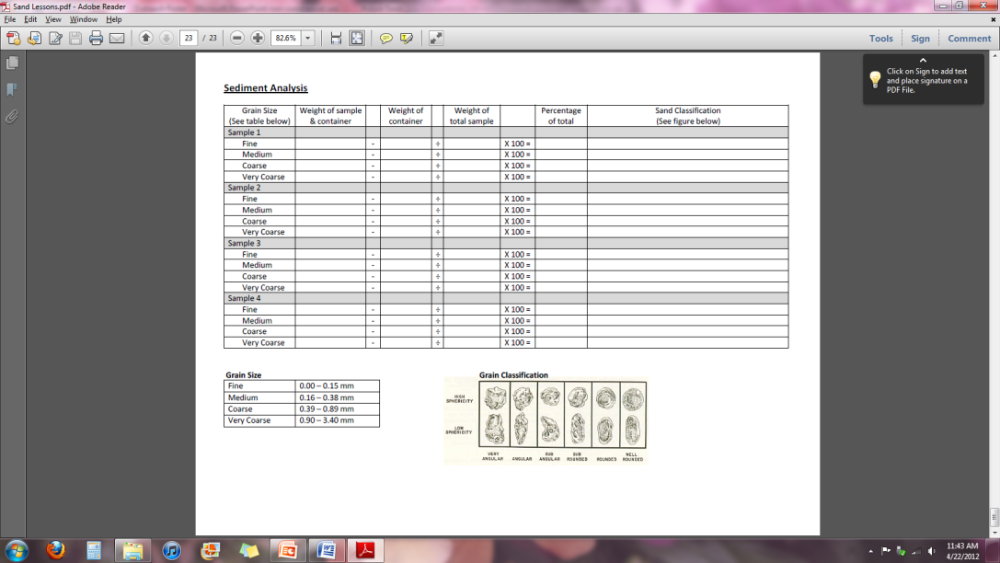 Sand Lessons.pdf - Adobe Reader
File Edit View Window Help
23 / 23 82.6% Tools Sign Comment
Click on Sign to add text
and place signature on a
PDF File.
Sediment Analysis
Grain Size Weight of sample Weight of Weight of Percentage Sand Classification
(See table below) & container container total sample of total (See figure below)
Sample 1
Fine - ÷ X 100 =
Medium - ÷ X 100 =
Coarse - ÷ X 100 =
Very Coarse - ÷ X 100 =
Sample 2
Fine - ÷ X 100 =
Medium - ÷ X 100 =
Coarse - ÷ X 100 =
Very Coarse - ÷ X 100 =
Sample 3
Fine - ÷ X 100 =
Medium - ÷ X 100 =
Coarse - ÷ X 100 =
Very Coarse - ÷ X 100 =
Sample 4
Fine - ÷ X 100 =
Medium - ÷ X 100 =
Coarse - ÷ X 100 =
Very Coarse - ÷ X 100 =
Grain Size
Fine 0.00 – 0.15 mm
Medium 0.16 – 0.38 mm
Coarse 0.39 – 0.89 mm
Very Coarse 0.90 – 3.40 mm
Grain Classification
HIGH
SPHERICITY
LOW
SPHERICITY
VERY ANGULAR SUB SUB ROUNDED WELL
ANGULAR ANGULAR ROUNDED ROUNDED
11:43 AM
4/22/2012